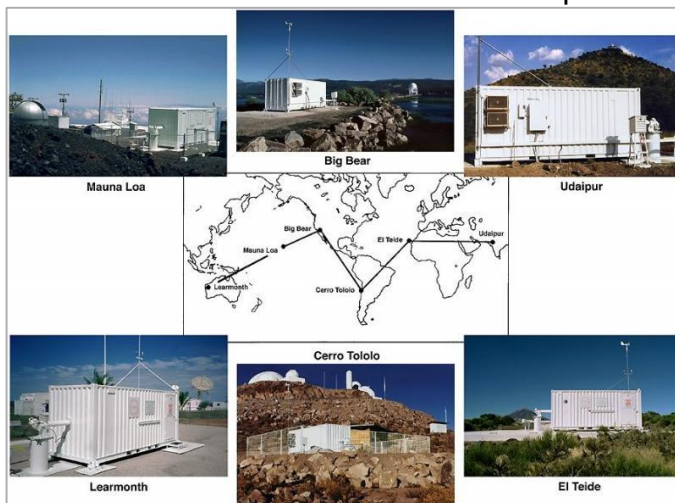 Mauna Loa
Big Bear
Udaipur
Big Bear
Mauna Loa
El Teide
Udaipur
Learmonth
Cerro Tololo
Cerro Tololo
Learmonth
El Teide